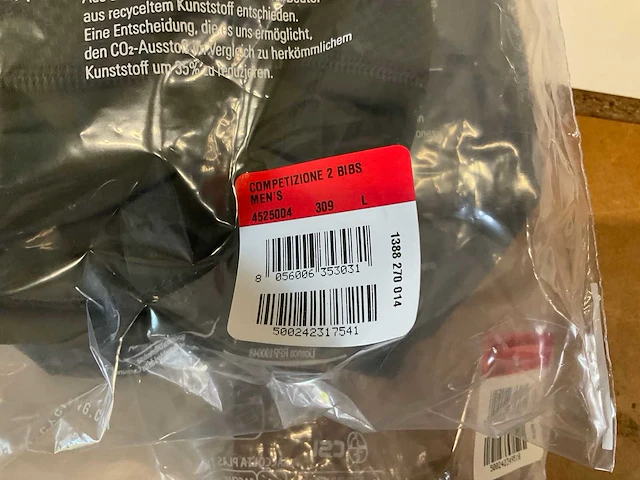 aus recyceltem Kunststoff entschieden.
Eine Entscheidung, die es uns ermöglicht,
den CO₂-Ausstoß im Vergleich zu herkömmlichem
Kunststoff um 35% zu reduzieren.
COMPETIZIONE 2 BIBS
MEN'S
4525004 309 L
8 056006 353031
500242317541
1388 270 014